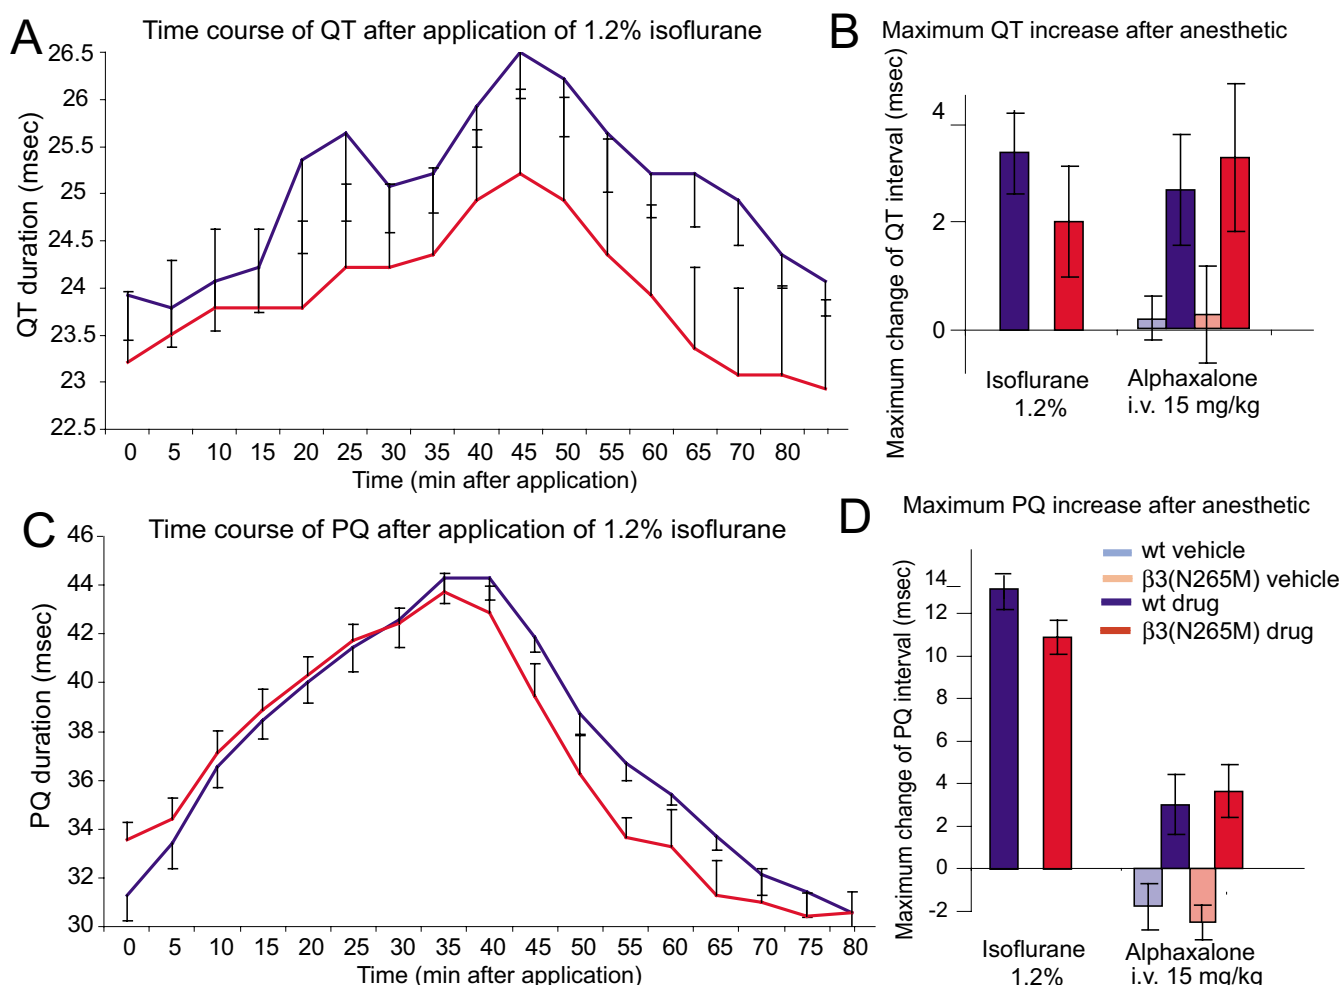 A
Time course of QT after application of 1.2% isoflurane
QT duration (msec)
26.5
26
25.5
25
24.5
24
23.5
23
22.5
0 5 10 15 20 25 30 35 40 45 50 55 60 65 70 80
Time (min after application)
B
Maximum QT increase after anesthetic
Maximum change of QT interval (msec)
4
2
0
Isoflurane
1.2%
Alphaxalone
i.v. 15 mg/kg
C
Time course of PQ after application of 1.2% isoflurane
PQ duration (msec)
46
44
42
40
38
36
34
32
30
0 5 10 15 20 25 30 35 40 45 50 55 60 65 70 75 80
Time (min after application)
D
Maximum PQ increase after anesthetic
Maximum change of PQ interval (msec)
14
12
10
8
6
4
2
0
-2
wt vehicle
β3(N265M) vehicle
wt drug
β3(N265M) drug
Isoflurane
1.2%
Alphaxalone
i.v. 15 mg/kg